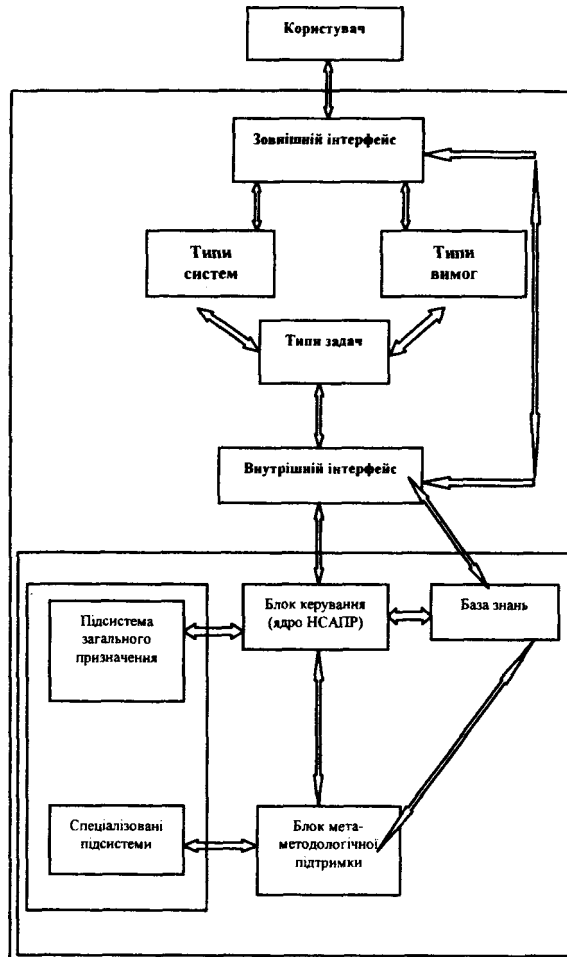 Користувач
Зовнішній інтерфейс
Типи
систем
Типи
вимог
Типи задач
Внутрішній інтерфейс
Підсистема
загального
призначення
Блок керування
(ядро НСАПР)
База знань
Спеціалізовані
підсистеми
Блок мета-
методологічної
підтримки